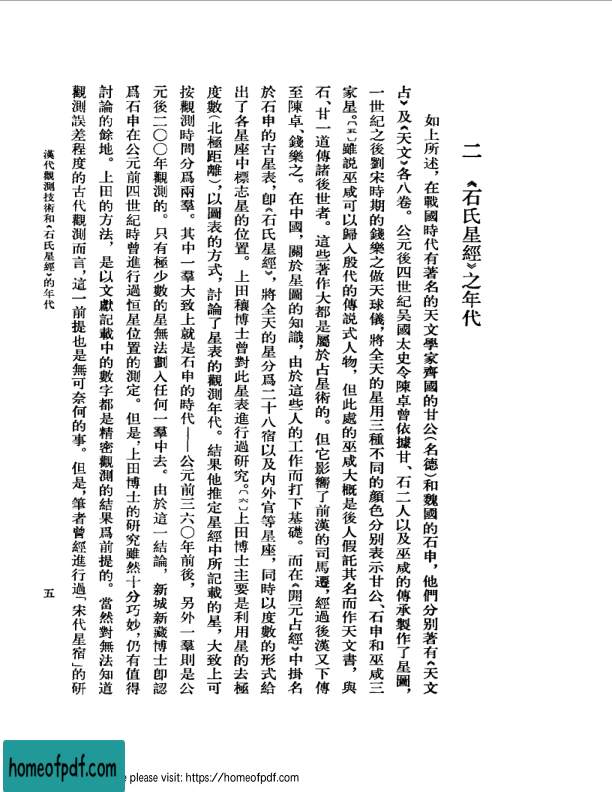 二　《石氏星經》之年代
如上所述，在戰國時代有著名的天文學家齊國的甘公（名德）和魏國的石申，他們分別著有《天文
占》及《天文》各八卷。公元後四世紀吳國太史令陳卓曾依據甘、石二人以及巫咸的傳承製作了星圖，
一世紀之後劉宋時期的錢樂之做天球儀，將全天的星用三種不同的顏色分別表示甘公、石申和巫咸三
家星。〔五〕雖説巫咸可以歸入殷代的傳説式人物，但此處的巫咸大概是後人假託其名而作天文書，與
石、甘一道傳諸後世者。這些著作大都是屬於占星術的。但它影響了前漢的司馬遷，經過後漢又下傳
至陳卓、錢樂之。在中國，關於星圖的知識，由於這些人的工作而打下基礎。而在《開元占經》中掛名
於石申的古星表，卽《石氏星經》，將全天的星分爲二十八宿以及内外官等星座，同時以度數的形式給
出了各星座中標志星的位置。上田穰博士曾對此星表進行過研究。〔六〕上田博士主要是利用星的去極
度數（北極距離），以圖表的方式，討論了星表的觀測年代。結果他推定星經中所記載的星，大致上可
按觀測時間分爲兩羣。其中一羣大致上就是石申的時代——公元前三六〇年前後，另外一羣則是公
元後二〇〇年觀測的。只有極少數的星無法劃入任何一羣中去。由於這一結論，新城新藏博士卽認
爲石申在公元前四世紀時曾進行過恒星位置的測定。但是，上田博士的研究雖然十分巧妙，仍有值得
討論的餘地。上田的方法，是以文獻記載中的數字都是精密觀測的結果爲前提的。當然對無法知道
觀測誤差程度的古代觀測而言，這一前提也是無可奈何的事。但是，筆者曾經進行過「宋代星宿」的研
漢代觀測技術和《石氏星經》的年代
五
homeofpdf.com
please visit: https://homeofpdf.com